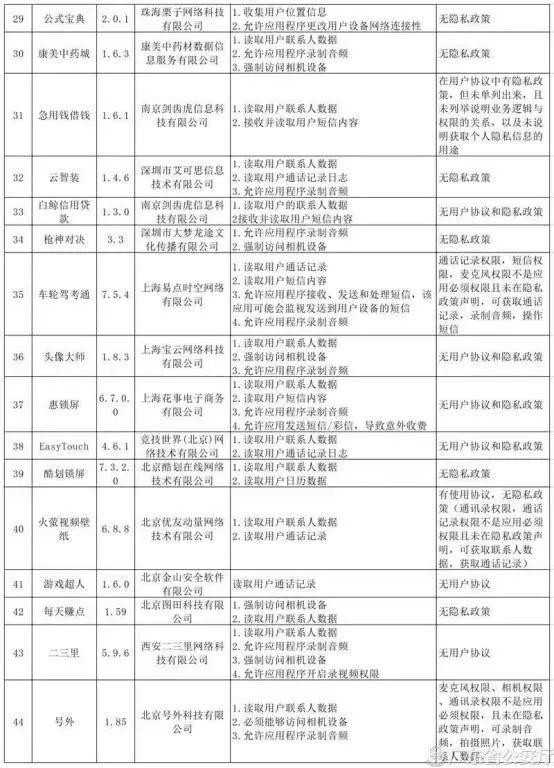 29 公式宝典 2.0.1 珠海栗子网络科技有限公司 1.收集用户位置信息 2.允许应用程序更改用户设备网络连接性 无隐私政策
30 康美中药城 1.6.3 康美中药材数据信息服务有限公司 1.读取用户联系人数据 2.允许应用程序录制音频 3.强制访问相机设备 无隐私政策
31 急用钱借钱 1.6.1 南京剑齿虎信息科技有限公司 1.读取用户联系人数据 2.接收并读取用户短信内容 在用户协议中有隐私政策，但未单列出来，且未列举说明业务逻辑与权限的关系，以及未说明获取个人隐私信息的用途
32 云智装 1.4.6 深圳市艾可思信息技术有限公司 1.读取用户联系人数据 2.读取用户通话记录日志 3.允许应用程序录制音频 无隐私政策
33 白鲸信用贷款 1.3.0 南京剑齿虎信息科技有限公司 1.读取用户的联系人数据 2接收并读取用户短信内容 无用户协议和隐私政策
34 枪神对决 3.3 深圳市大梦龙途文化传播有限公司 1.允许应用程序录制音频 2.强制访问相机设备 无隐私政策
35 车轮驾考通 7.5.4 上海易点时空网络有限公司 1.读取用户通话记录 2.读取用户短信内容 3.允许应用程序接收、发送和处理短信，该应用可能会监视发送到用户设备的短信 4.允许应用程序录制音频 通话记录权限，短信权限，麦克风权限不是应用必须权限且未在隐私政策声明，可获取通话记录，录制音频，操作短信
36 头像大师 1.8.3 上海宝云网络科技有限公司 1.读取用户联系人数据 2.强制访问相机设备 3.允许应用程序录制音频 无用户协议和隐私政策
37 惠锁屏 6.7.0.0 上海花事电子商务有限公司 1.读取用户联系人数据 2.读取用户短信内容 3.允许应用程序录制音频 4.允许应用发送短信/彩信，导致意外收费 无用户协议和隐私政策
38 EasyTouch 4.6.1 竞技世界(北京)网络技术有限公司 1.读取用户联系人数据 2.读取用户通话记录日志 无用户协议和隐私政策
39 酷划锁屏 7.3.2.0 北京酷划在线网络技术有限公司 1.读取用户联系人数据 2.读取用户日历数据 无隐私政策
40 火萤视频壁纸 6.8.8 北京优友动量网络技术有限公司 1.读取用户联系人数据 2.读取用户通话记录 有使用协议，无隐私政策（通讯录权限，通话记录权限不是应用必须权限且未在隐私政策声明，可获取联系人数据，获取通话记录）
41 游戏超人 1.6.0 北京金山安全软件有限公司 读取用户通话记录 无用户协议
42 每天赚点 1.59 北京图田科技有限公司 1.强制访问相机设备 2.读取用户联系人数据 无隐私政策
43 二三里 5.9.6 西安二三里网络科技有限公司 1.读取用户联系人数据 2.允许应用程序录制音频 3.强制访问相机设备 4.允许应用程序开启录视频权限 无用户协议
44 号外 1.85 北京号外科技有限公司 1.读取用户联系人数据 2.必须能够访问相机设备 3.允许应用程序录制音频 麦克风权限、相机权限、通讯录权限不是应用必须权限，且未在隐私政策声明，可录制音频，拍摄照片，获取联系人数据
广东省公安厅